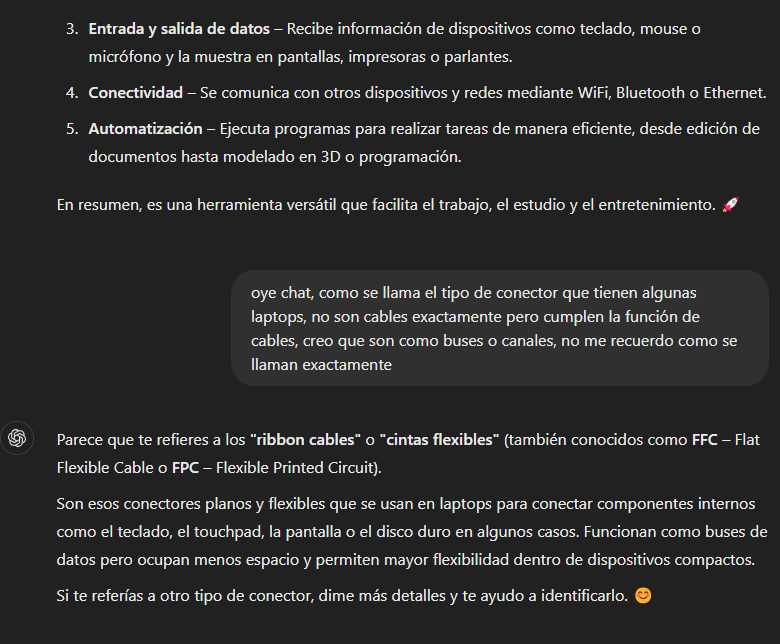 3. Entrada y salida de datos – Recibe información de dispositivos como teclado, mouse o
micrófono y la muestra en pantallas, impresoras o parlantes.
4. Conectividad – Se comunica con otros dispositivos y redes mediante WiFi, Bluetooth o Ethernet.
5. Automatización – Ejecuta programas para realizar tareas de manera eficiente, desde edición de
documentos hasta modelado en 3D o programación.
En resumen, es una herramienta versátil que facilita el trabajo, el estudio y el entretenimiento. 🚀
oye chat, como se llama el tipo de conector que tienen algunas
laptops, no son cables exactamente pero cumplen la función de
cables, creo que son como buses o canales, no me recuerdo como se
llaman exactamente
Parece que te refieres a los "ribbon cables" o "cintas flexibles" (también conocidos como FFC – Flat
Flexible Cable o FPC – Flexible Printed Circuit).
Son esos conectores planos y flexibles que se usan en laptops para conectar componentes internos
como el teclado, el touchpad, la pantalla o el disco duro en algunos casos. Funcionan como buses de
datos pero ocupan menos espacio y permiten mayor flexibilidad dentro de dispositivos compactos.
Si te referías a otro tipo de conector, dime más detalles y te ayudo a identificarlo. 😊